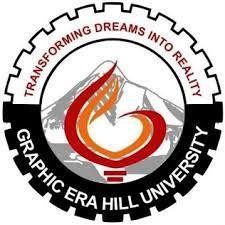 TRANSFORMING DREAMS INTO REALITY
GRAPHIC ERA HILL UNIVERSITY